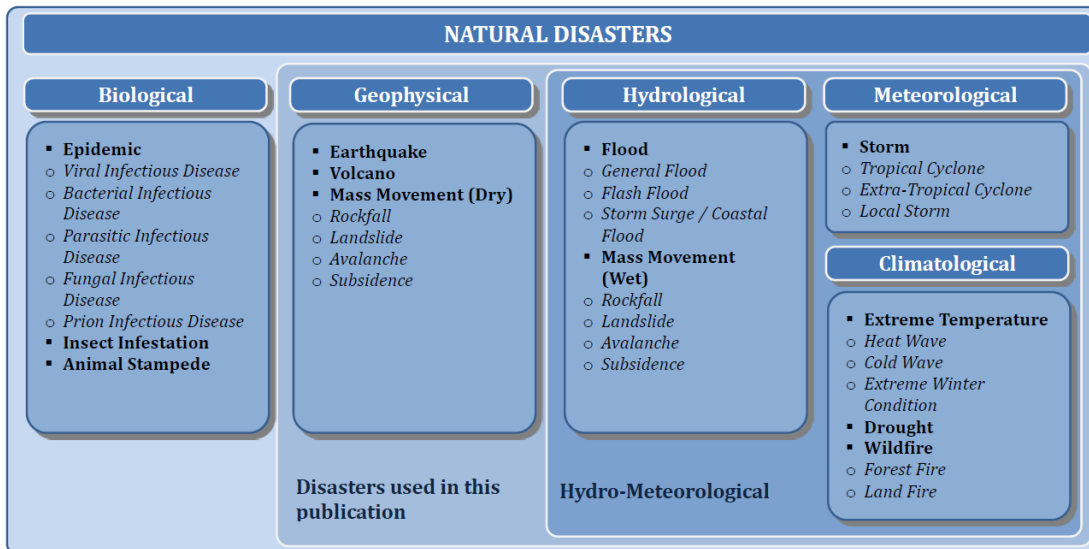 NATURAL DISASTERS
Biological
▪ Epidemic
o Viral Infectious Disease
o Bacterial Infectious
Disease
o Parasitic Infectious
Disease
o Fungal Infectious
Disease
o Prion Infectious Disease
▪ Insect Infestation
▪ Animal Stampede
Geophysical
▪ Earthquake
▪ Volcano
▪ Mass Movement (Dry)
o Rockfall
o Landslide
o Avalanche
o Subsidence
Disasters used in this
publication
Hydrological
▪ Flood
o General Flood
o Flash Flood
o Storm Surge / Coastal
Flood
▪ Mass Movement
(Wet)
o Rockfall
o Landslide
o Avalanche
o Subsidence
Hydro-Meteorological
Meteorological
▪ Storm
o Tropical Cyclone
o Extra-Tropical Cyclone
o Local Storm
Climatological
▪ Extreme Temperature
o Heat Wave
o Cold Wave
o Extreme Winter
Condition
▪ Drought
▪ Wildfire
o Forest Fire
o Land Fire